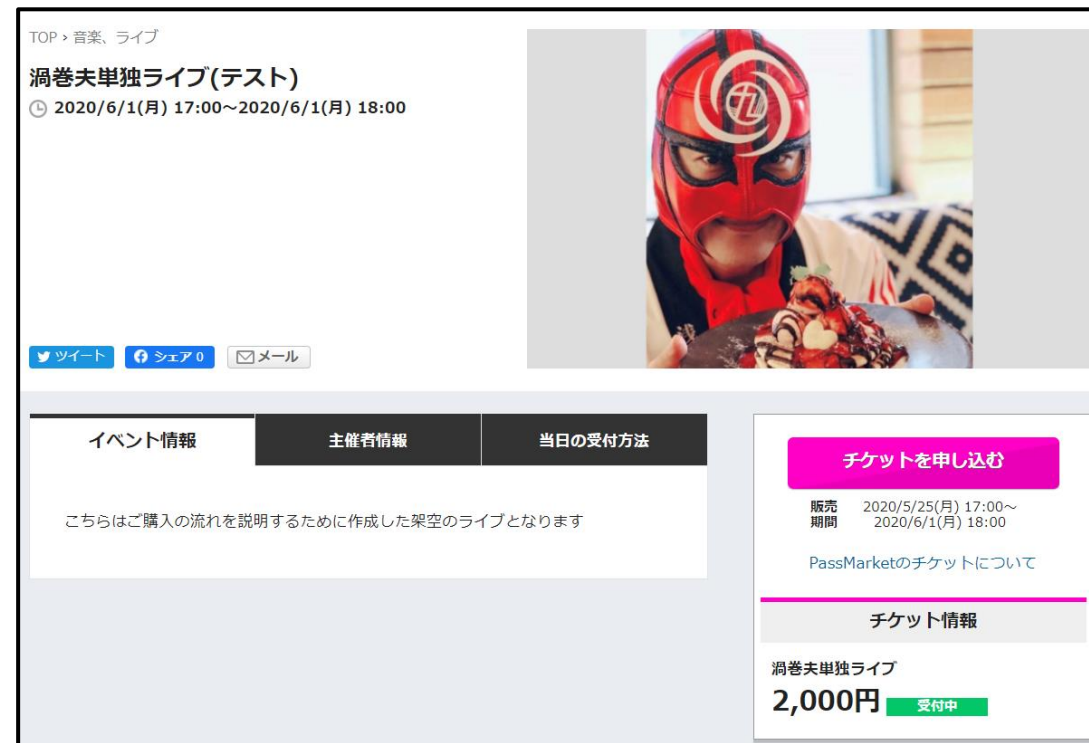 TOP › 音楽、ライブ
渦巻夫単独ライブ(テスト)
2020/6/1(月) 17:00～2020/6/1(月) 18:00
ツイート
シェア 0
メール
イベント情報
主催者情報
当日の受付方法
こちらはご購入の流れを説明するために作成した架空のライブとなります
チケットを申し込む
販売 2020/5/25(月) 17:00～
期間 2020/6/1(月) 18:00
PassMarketのチケットについて
チケット情報
渦巻夫単独ライブ
2,000円 受付中